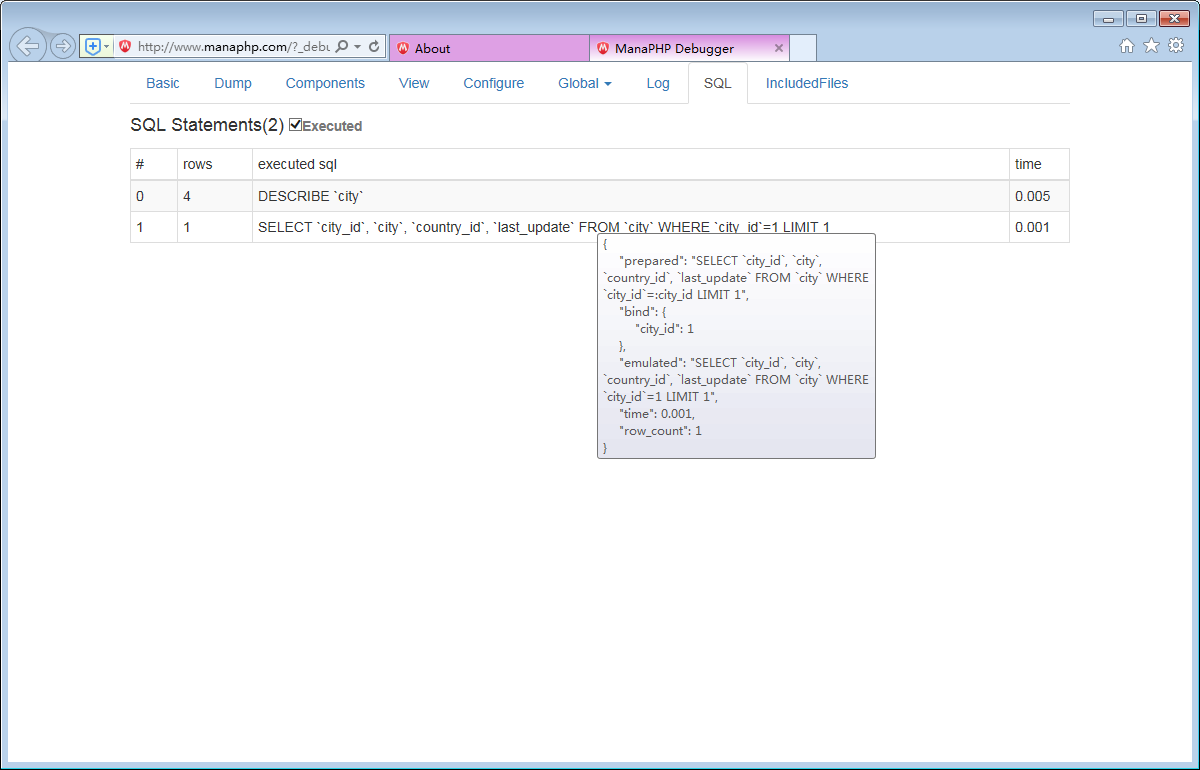 http://www.manaphp.com/?_debu
About
ManaPHP Debugger
Basic Dump Components View Configure Global Log SQL IncludedFiles
SQL Statements(2) Executed
# rows executed sql time
0 4 DESCRIBE `city` 0.005
1 1 SELECT `city_id`, `city`, `country_id`, `last_update` FROM `city` WHERE `city_id`=1 LIMIT 1 0.001
{
"prepared": "SELECT `city_id`, `city`,
`country_id`, `last_update` FROM `city` WHERE
`city_id`=:city_id LIMIT 1",
"bind": {
"city_id": 1
},
"emulated": "SELECT `city_id`, `city`,
`country_id`, `last_update` FROM `city` WHERE
`city_id`=1 LIMIT 1",
"time": 0.001,
"row_count": 1
}